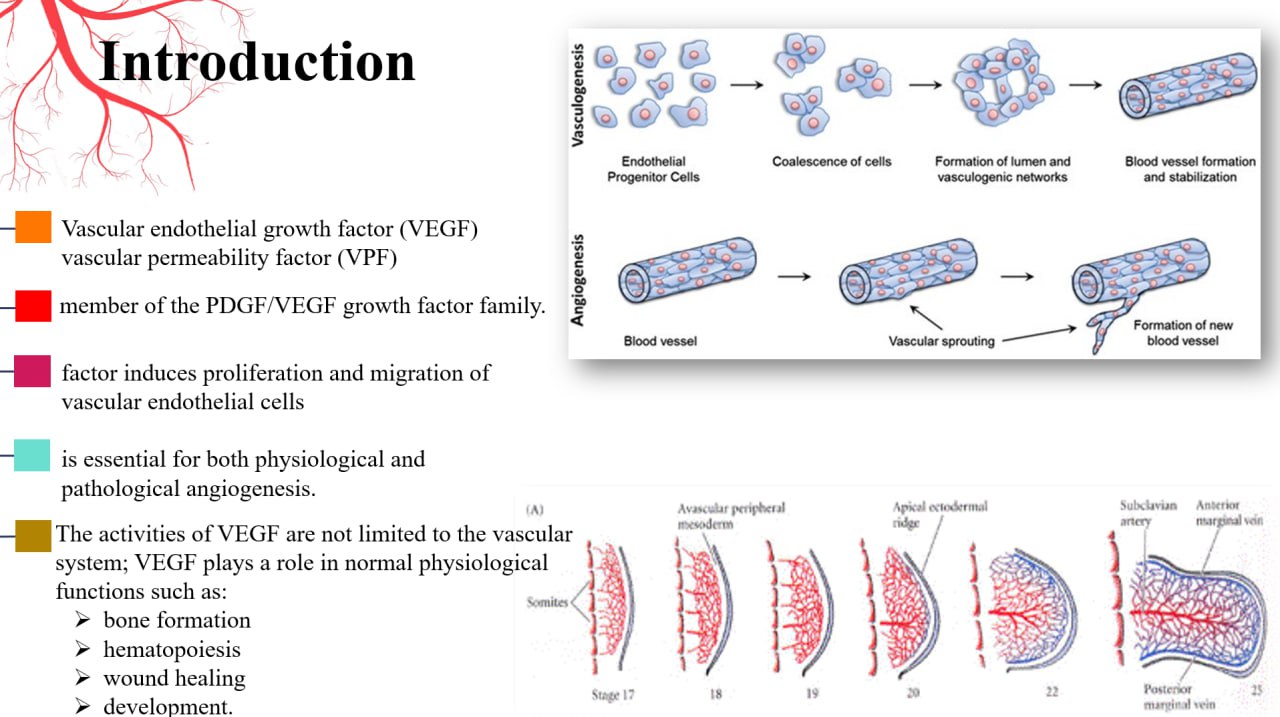 Introduction
Vascular endothelial growth factor (VEGF)
vascular permeability factor (VPF)
member of the PDGF/VEGF growth factor family.
factor induces proliferation and migration of
vascular endothelial cells
is essential for both physiological and
pathological angiogenesis.
The activities of VEGF are not limited to the vascular
system; VEGF plays a role in normal physiological
functions such as:
➢ bone formation
➢ hematopoiesis
➢ wound healing
➢ development.
Vasculogenesis
Endothelial
Progenitor Cells
Coalescence of cells
Formation of lumen and
vasculogenic networks
Blood vessel formation
and stabilization
Angiogenesis
Blood vessel
Vascular sprouting
Formation of new
blood vessel
(A)
Avascular peripheral
mesoderm
Apical ectodermal
ridge
Subclavian
artery
Anterior
marginal vein
Somites
Stage 17
18
19
20
22
Posterior
marginal vein
25